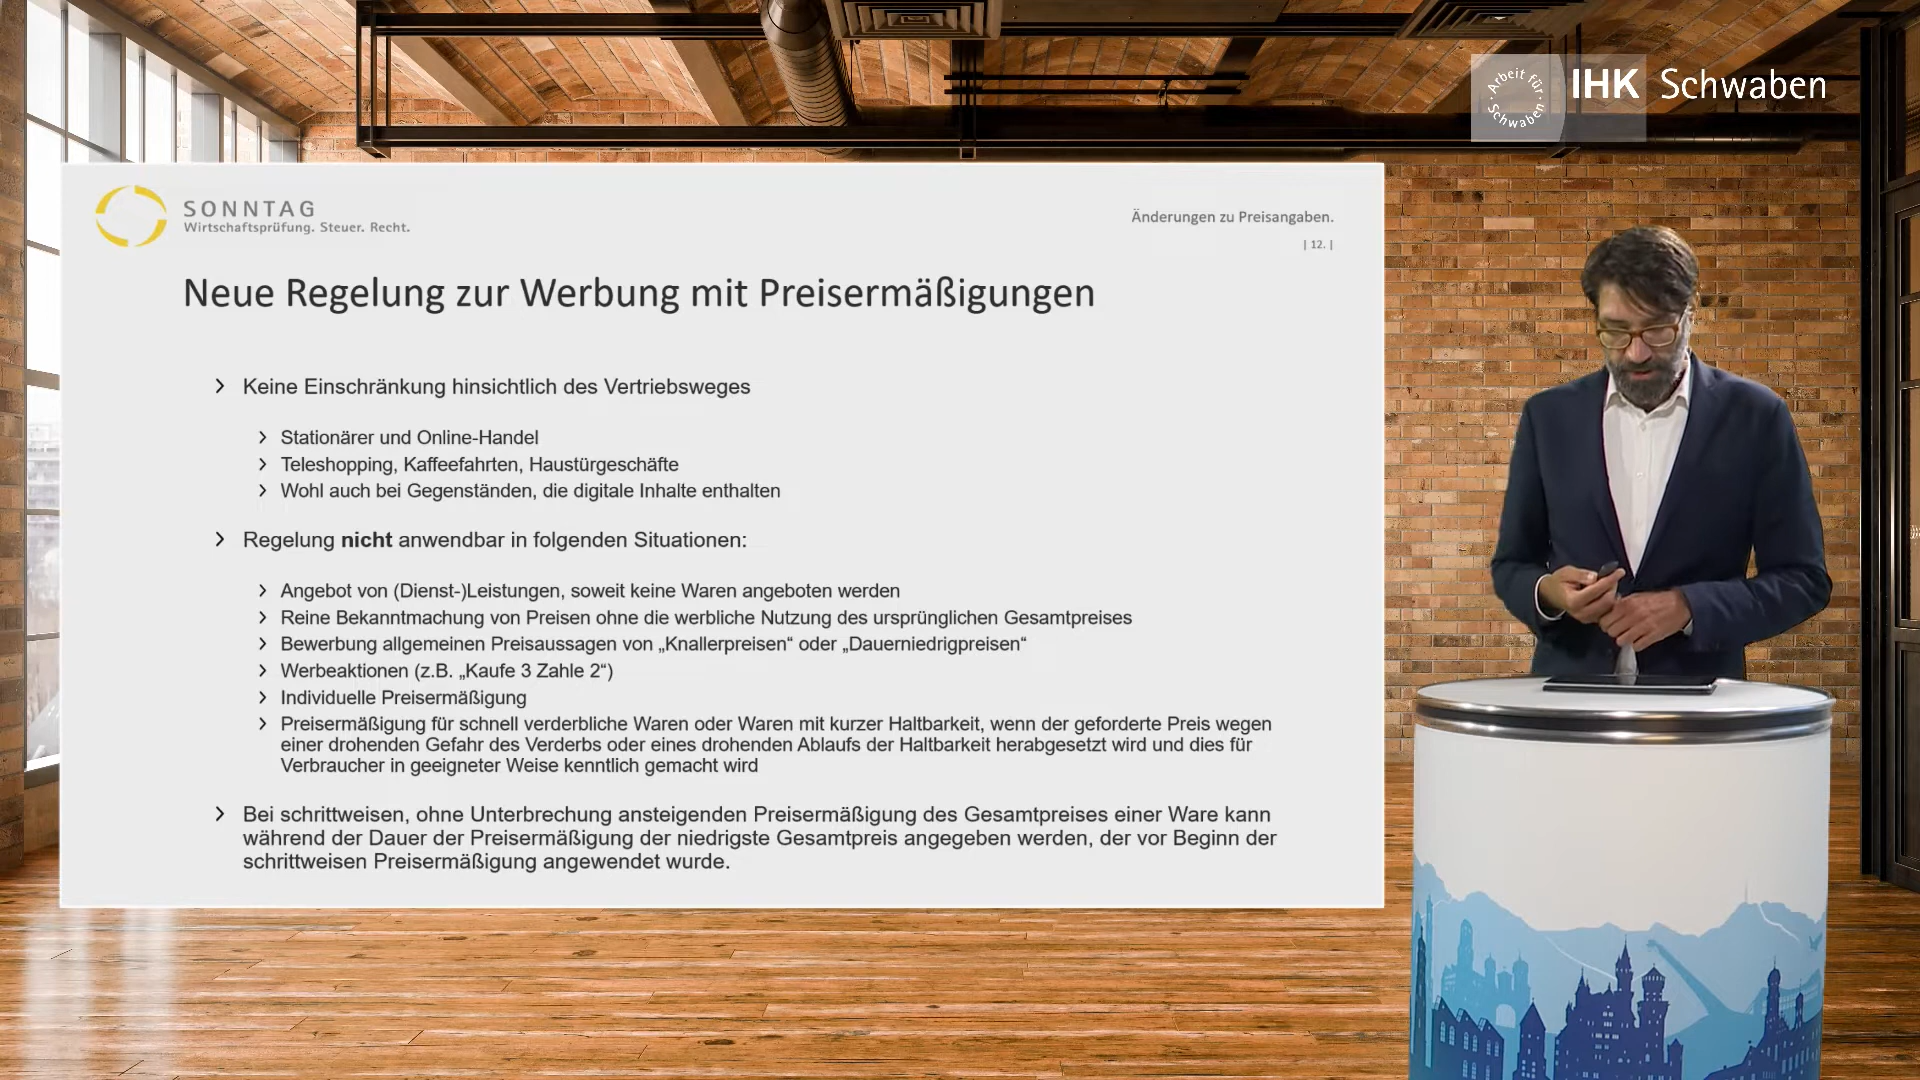 Arbeit für
Schwaben
IHK Schwaben
SONNTAG
Wirtschaftsprüfung. Steuer. Recht.
Änderungen zu Preisangaben.
| 12. |
Neue Regelung zur Werbung mit Preisermäßigungen
Keine Einschränkung hinsichtlich des Vertriebsweges
Stationärer und Online-Handel
Teleshopping, Kaffeefahrten, Haustürgeschäfte
Wohl auch bei Gegenständen, die digitale Inhalte enthalten
Regelung nicht anwendbar in folgenden Situationen:
Angebot von (Dienst-)Leistungen, soweit keine Waren angeboten werden
Reine Bekanntmachung von Preisen ohne die werbliche Nutzung des ursprünglichen Gesamtpreises
Bewerbung allgemeinen Preisaussagen von „Knallerpreisen“ oder „Dauerniedrigpreisen“
Werbeaktionen (z.B. „Kaufe 3 Zahle 2“)
Individuelle Preisermäßigung
Preisermäßigung für schnell verderbliche Waren oder Waren mit kurzer Haltbarkeit, wenn der geforderte Preis wegen
einer drohenden Gefahr des Verderbs oder eines drohenden Ablaufs der Haltbarkeit herabgesetzt wird und dies für
Verbraucher in geeigneter Weise kenntlich gemacht wird
Bei schrittweisen, ohne Unterbrechung ansteigenden Preisermäßigung des Gesamtpreises einer Ware kann
während der Dauer der Preisermäßigung der niedrigste Gesamtpreis angegeben werden, der vor Beginn der
schrittweisen Preisermäßigung angewendet wurde.